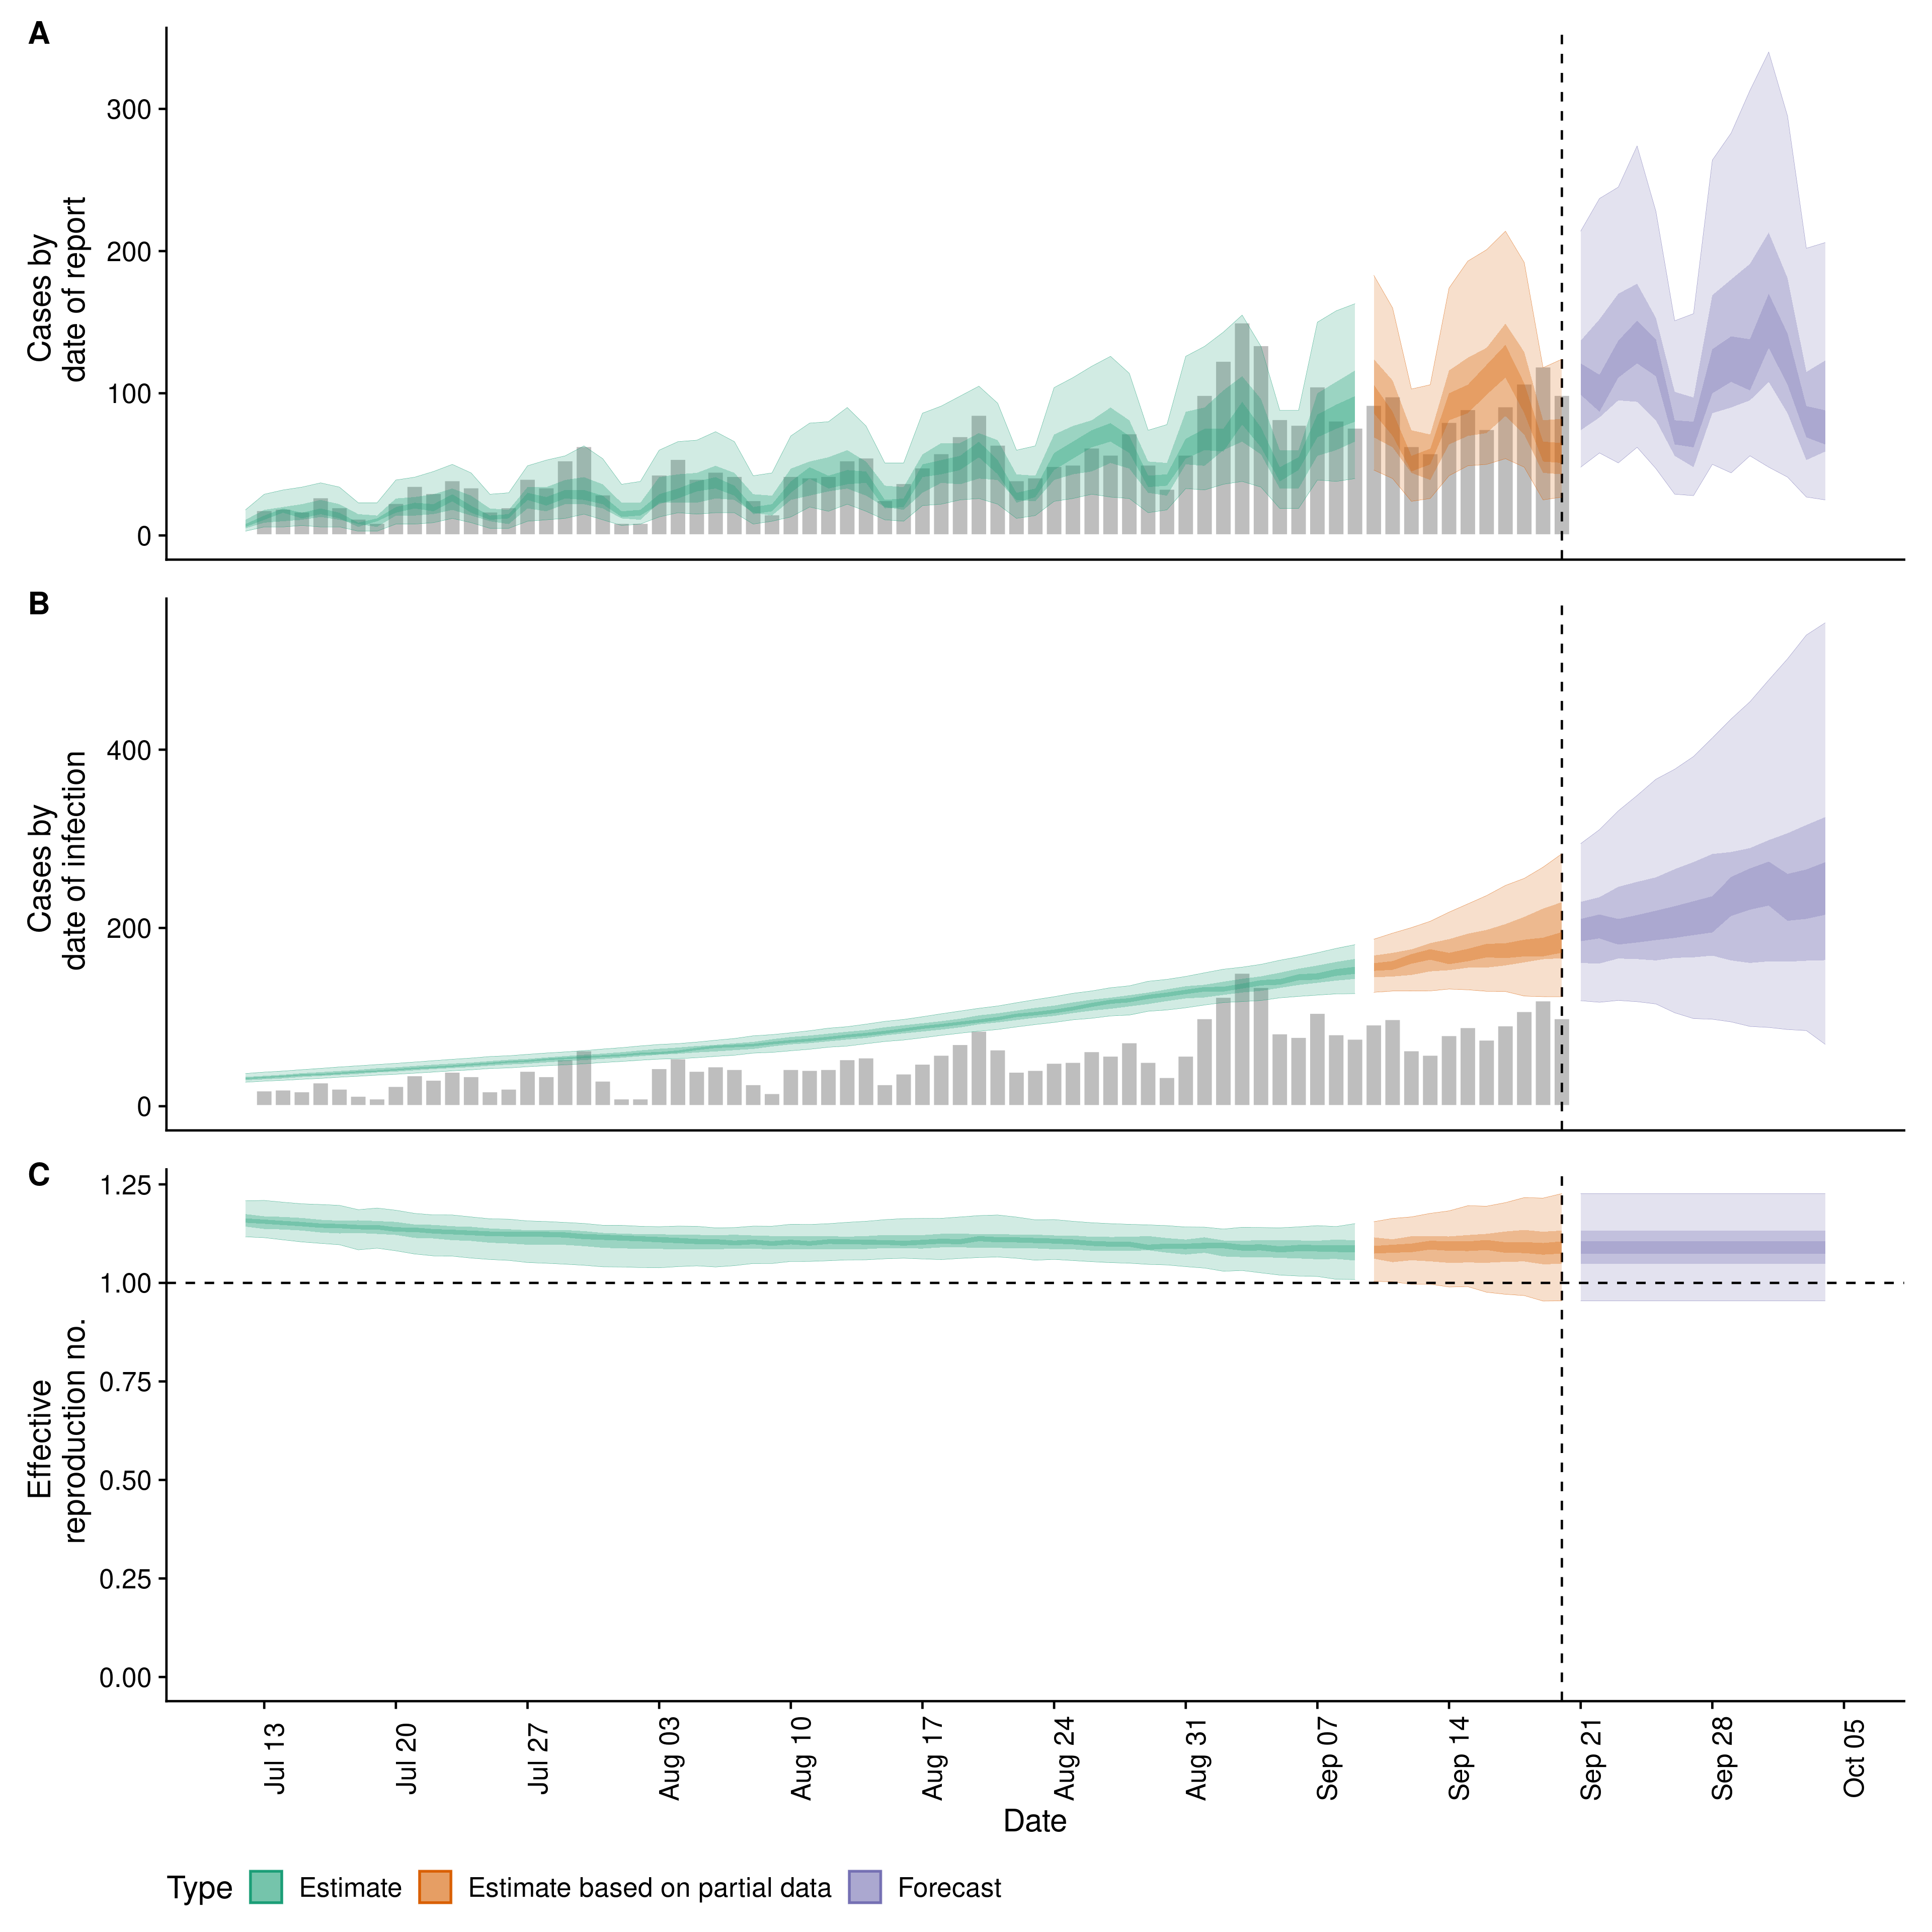 A
Cases by
date of report
300
200
100
0
B
Cases by
date of infection
400
200
0
C
Effective
reproduction no.
1.25
1.00
0.75
0.50
0.25
0.00
Jul 13
Jul 20
Jul 27
Aug 03
Aug 10
Aug 17
Aug 24
Aug 31
Sep 07
Sep 14
Sep 21
Sep 28
Oct 05
Date
Type Estimate Estimate based on partial data Forecast